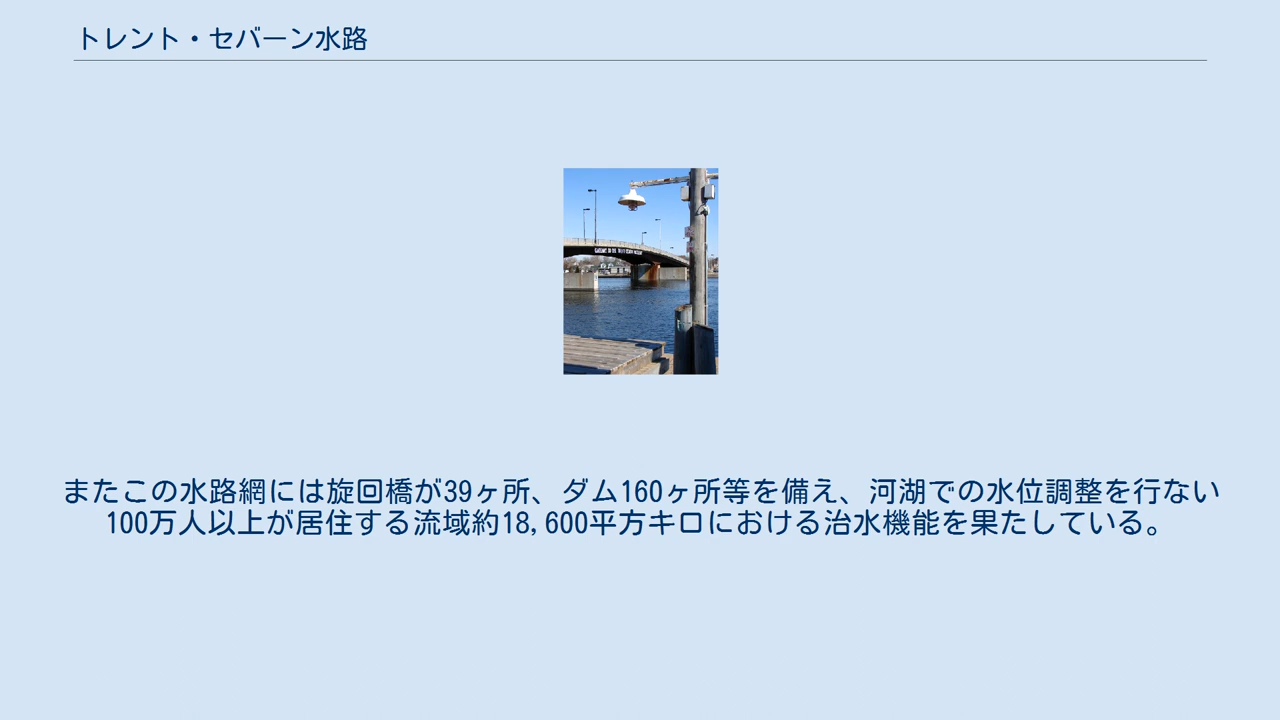 トレント・セバーン水路
またこの水路網には旋回橋が39ヶ所、ダム160ヶ所等を備え、河湖での水位調整を行ない
100万人以上が居住する流域約18,600平方キロにおける治水機能を果たしている。